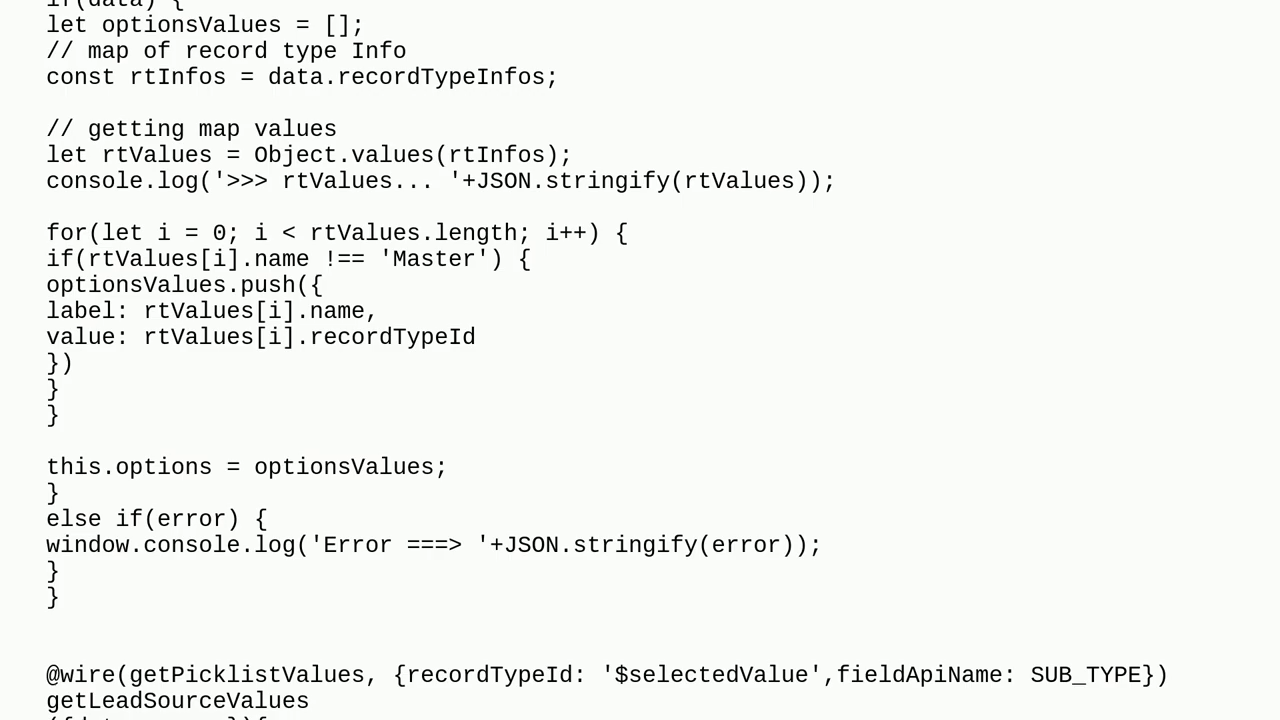 if(data) {
let optionsValues = [];
// map of record type Info
const rtInfos = data.recordTypeInfos;
// getting map values
let rtValues = Object.values(rtInfos);
console.log('>>> rtValues... '+JSON.stringify(rtValues));
for(let i = 0; i < rtValues.length; i++) {
if(rtValues[i].name !== 'Master') {
optionsValues.push({
label: rtValues[i].name,
value: rtValues[i].recordTypeId
})
}
}
this.options = optionsValues;
}
else if(error) {
window.console.log('Error ===> '+JSON.stringify(error));
}
}
@wire(getPicklistValues, {recordTypeId: '$selectedValue',fieldApiName: SUB_TYPE})
getLeadSourceValues